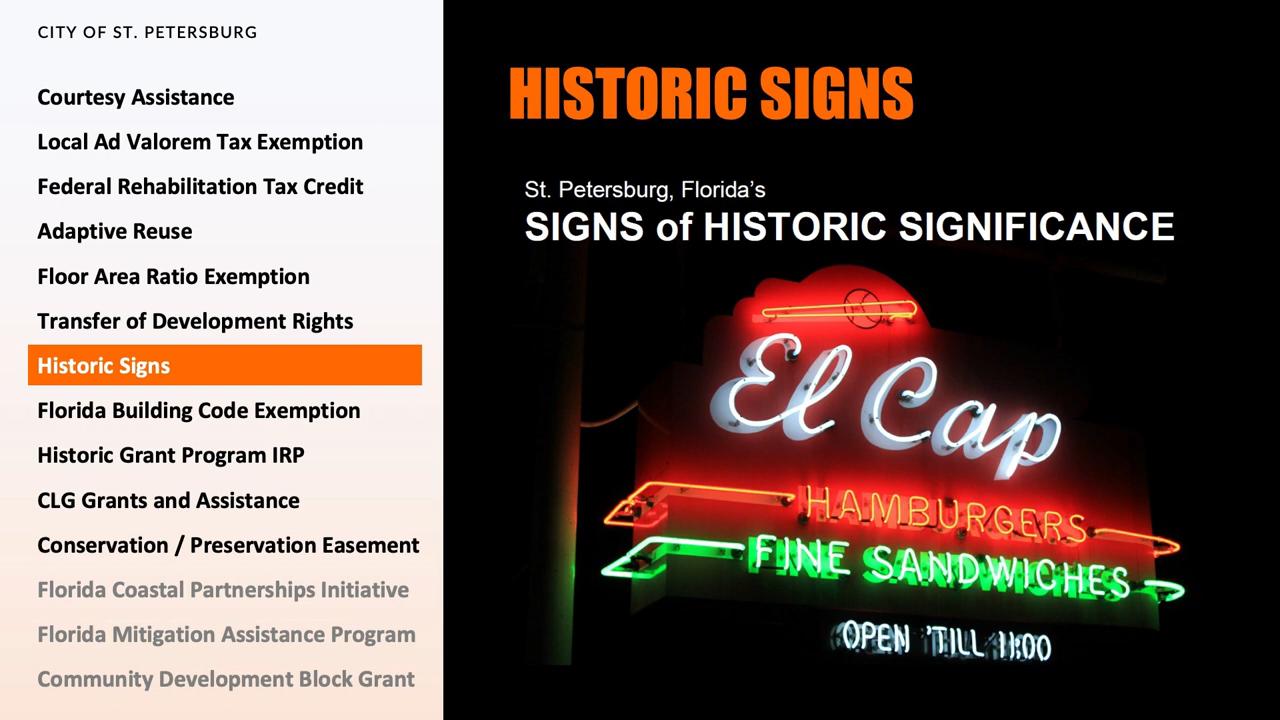 CITY OF ST. PETERSBURG
Courtesy Assistance
Local Ad Valorem Tax Exemption
Federal Rehabilitation Tax Credit
Adaptive Reuse
Floor Area Ratio Exemption
Transfer of Development Rights
Historic Signs
Florida Building Code Exemption
Historic Grant Program IRP
CLG Grants and Assistance
Conservation / Preservation Easement
Florida Coastal Partnerships Initiative
Florida Mitigation Assistance Program
Community Development Block Grant
HISTORIC SIGNS
St. Petersburg, Florida’s
SIGNS of HISTORIC SIGNIFICANCE
El Cap
HAMBURGERS
FINE SANDWICHES
OPEN 'TILL 11:00